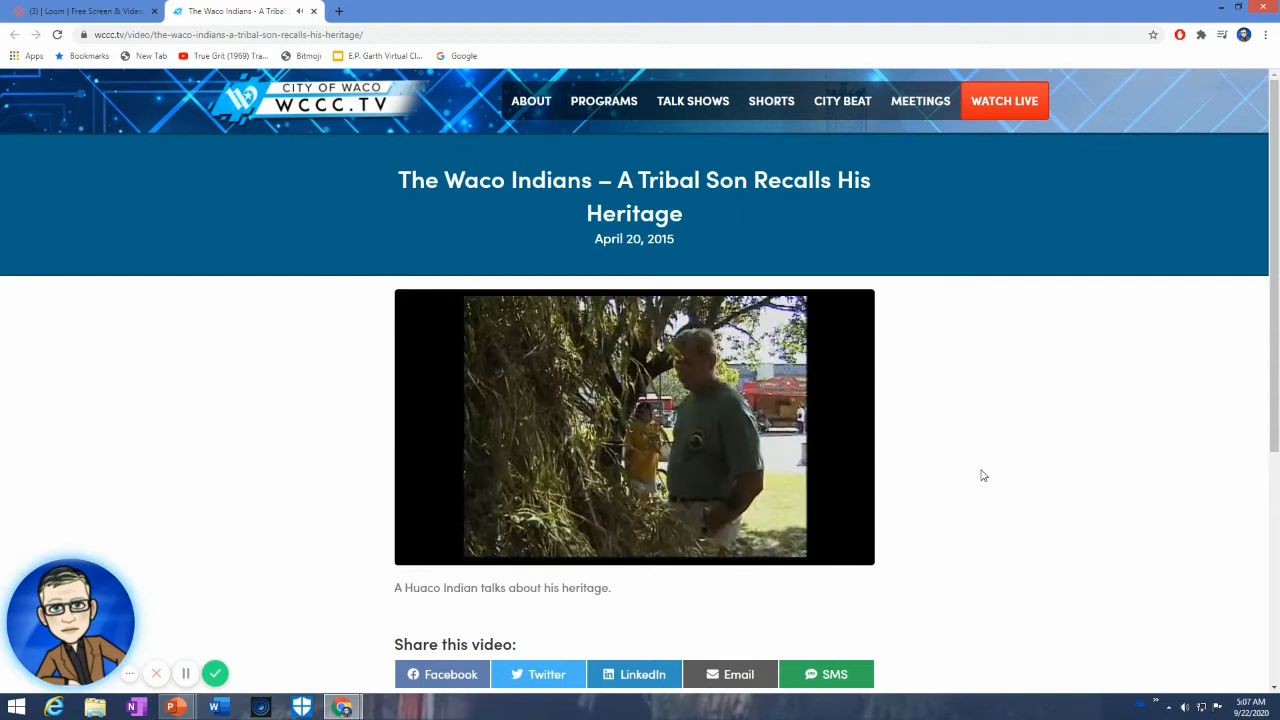 (3) Loom | Free Screen & Video
The Waco Indians - A Tribal
wccc.tv/video/the-waco-indians-a-tribal-son-recalls-his-heritage/
Apps
Bookmarks
New Tab
True Grit (1969) Tra...
Bitmoji
E.P. Garth Virtual Cl...
Google
CITY OF WACO
WCCC.TV
ABOUT
PROGRAMS
TALK SHOWS
SHORTS
CITY BEAT
MEETINGS
WATCH LIVE
The Waco Indians – A Tribal Son Recalls His
Heritage
April 20, 2015
A Huaco Indian talks about his heritage.
Share this video:
Facebook
Twitter
LinkedIn
Email
SMS
5:07 AM
9/22/2020